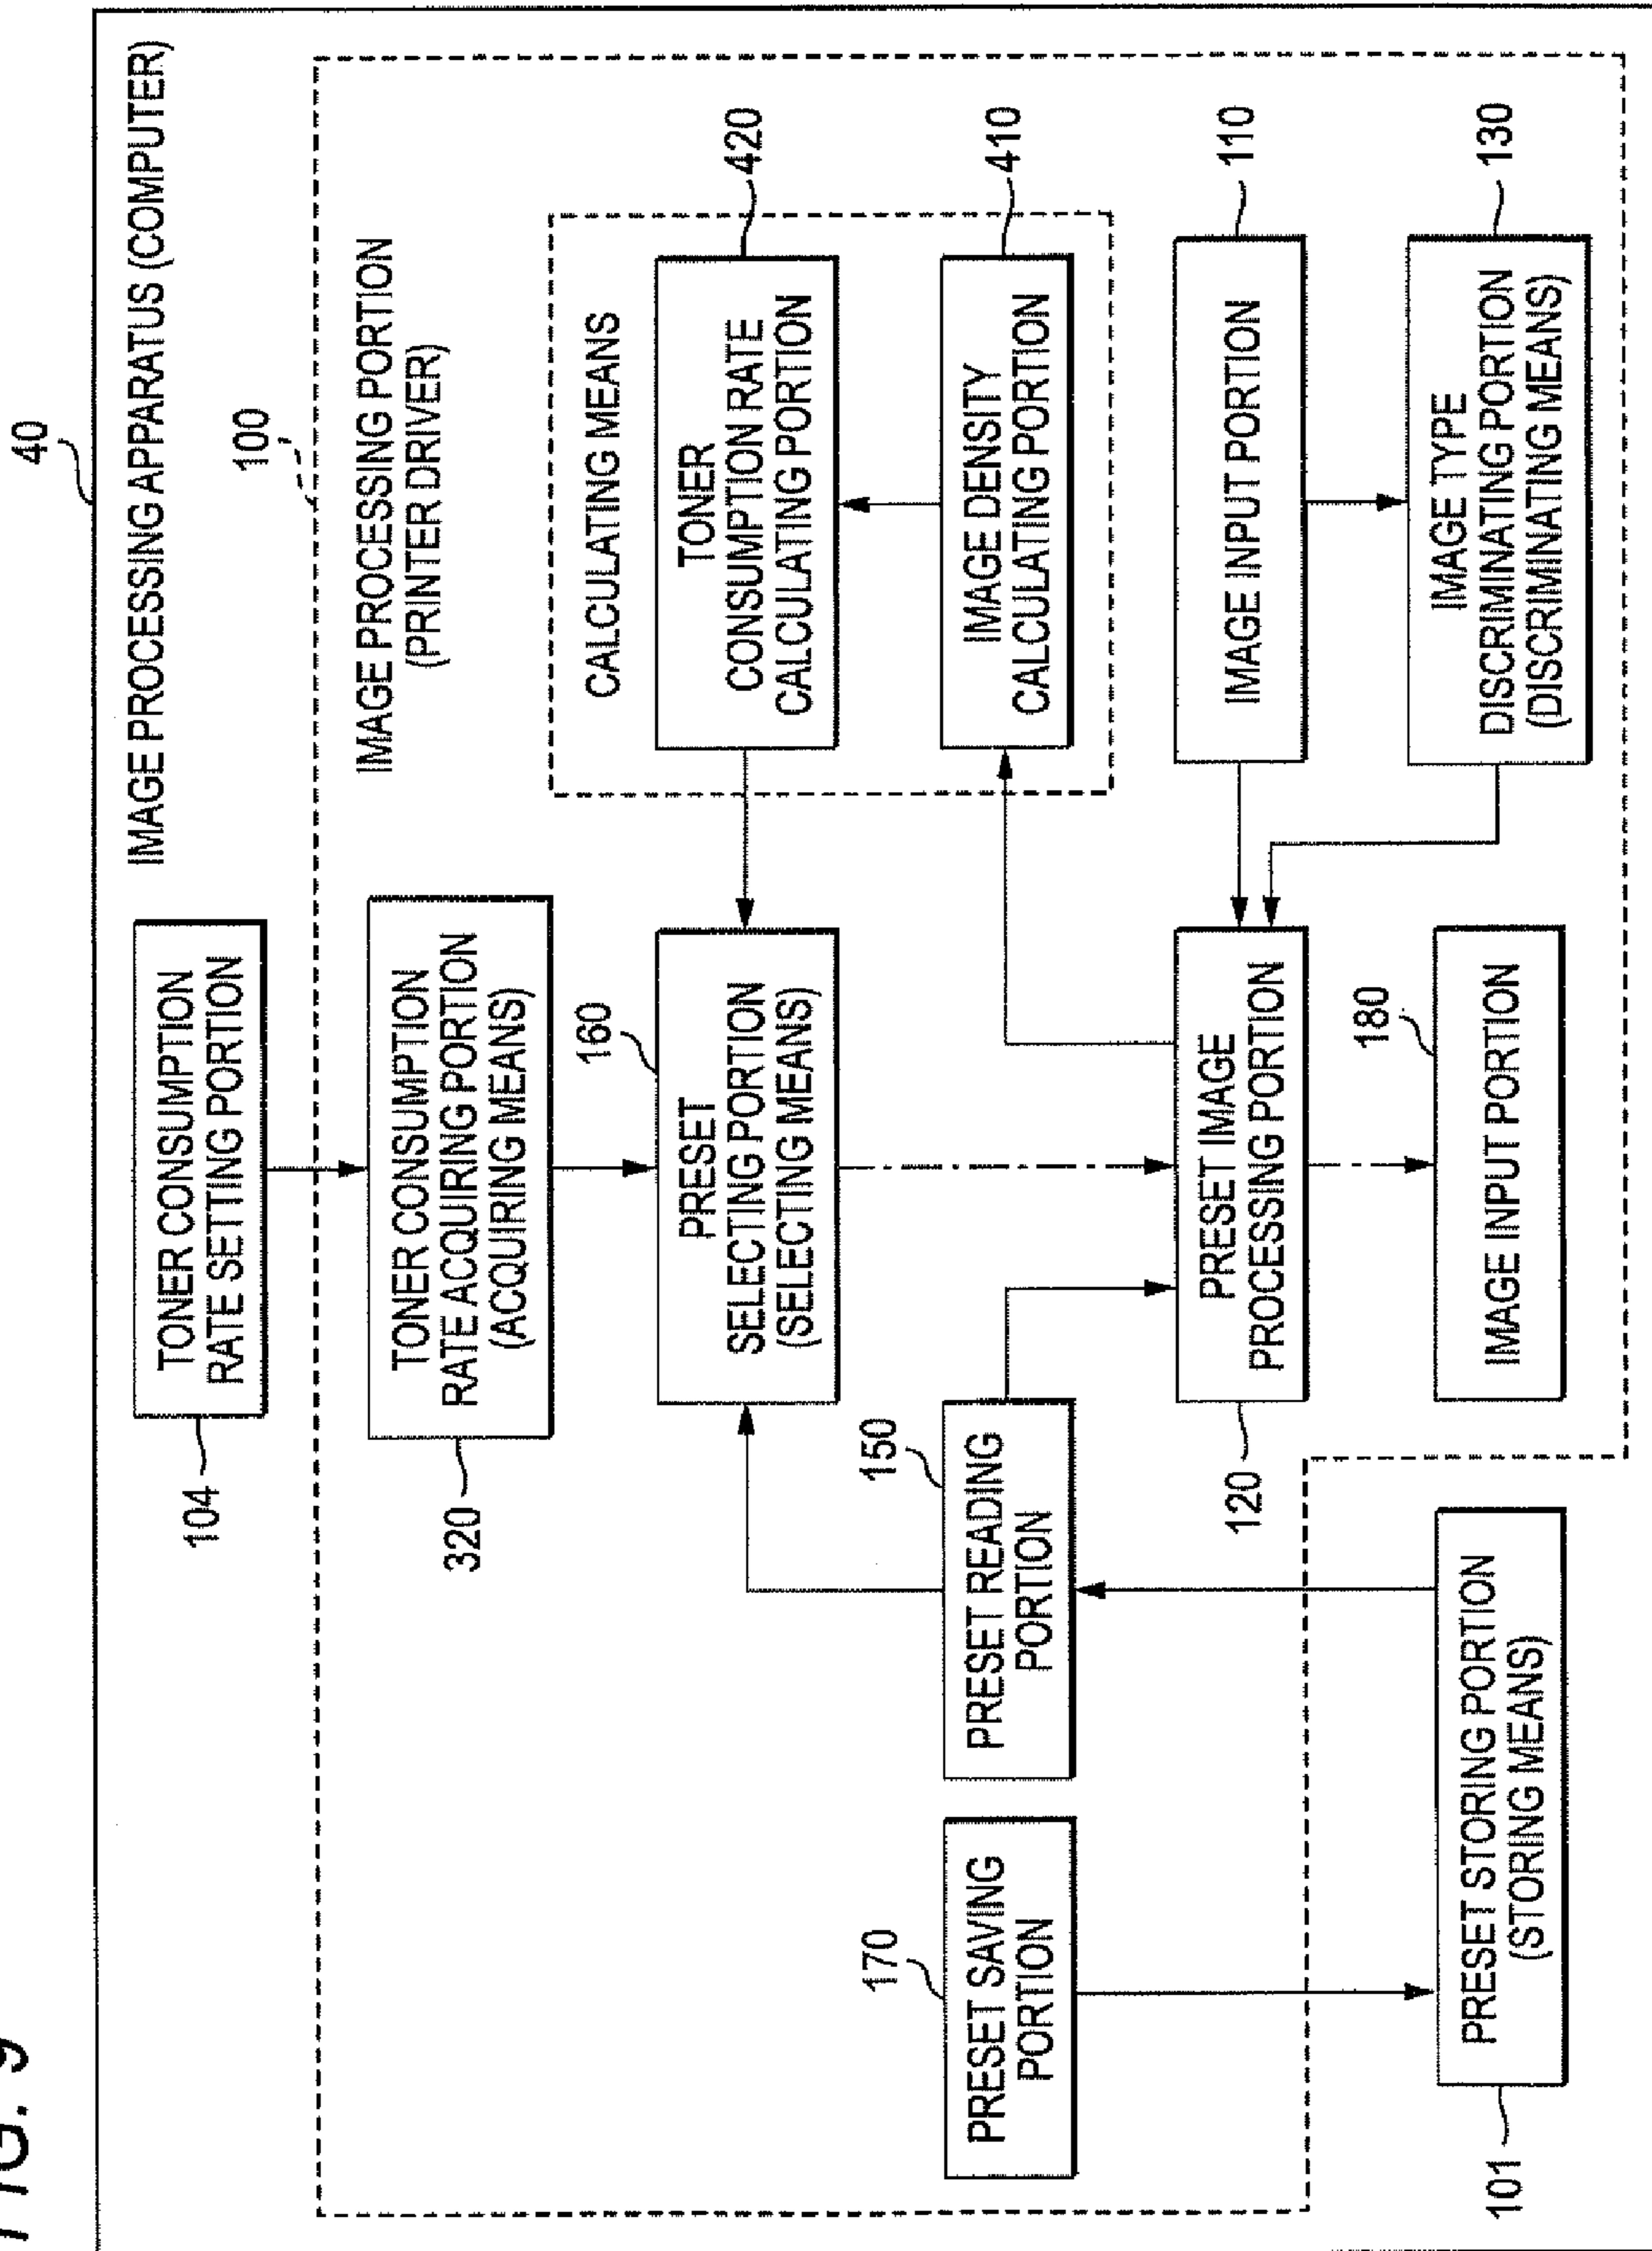 FIG. 9
40
IMAGE PROCESSING APPARATUS (COMPUTER)
104
TONER CONSUMPTION
RATE SETTING PORTION
100
IMAGE PROCESSING PORTION
(PRINTER DRIVER)
320
TONER CONSUMPTION
RATE ACQUIRING PORTION
(ACQUIRING MEANS)
CALCULATING MEANS
160
PRESET
SELECTING PORTION
(SELECTING MEANS)
TONER
CONSUMPTION RATE
CALCULATING PORTION
420
170
PRESET SAVING
PORTION
150
PRESET READING
PORTION
IMAGE DENSITY
CALCULATING PORTION
410
120
PRESET IMAGE
PROCESSING PORTION
IMAGE INPUT PORTION
110
101
PRESET STORING PORTION
(STORING MEANS)
180
IMAGE INPUT PORTION
IMAGE TYPE
DISCRIMINATING PORTION
(DISCRIMINATING MEANS)
130